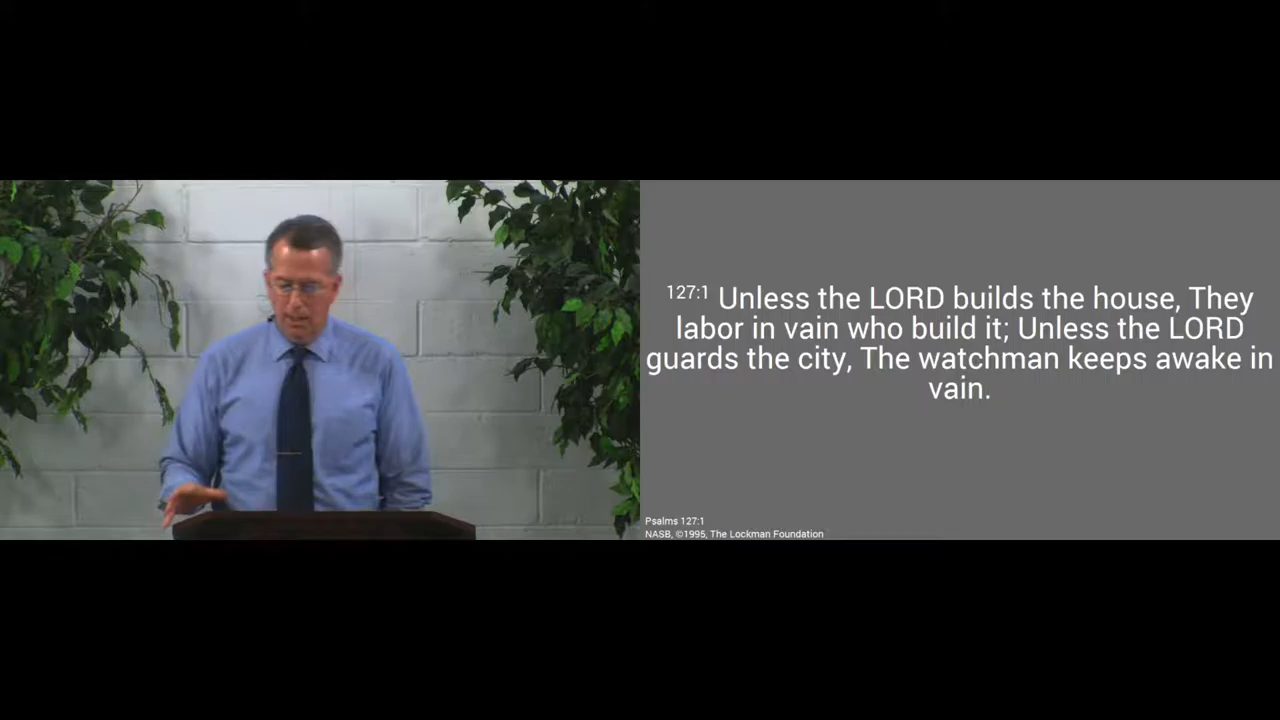 127:1 Unless the LORD builds the house, They
labor in vain who build it; Unless the LORD
guards the city, The watchman keeps awake in
vain.
Psalms 127:1
NASB, ©1995, The Lockman Foundation